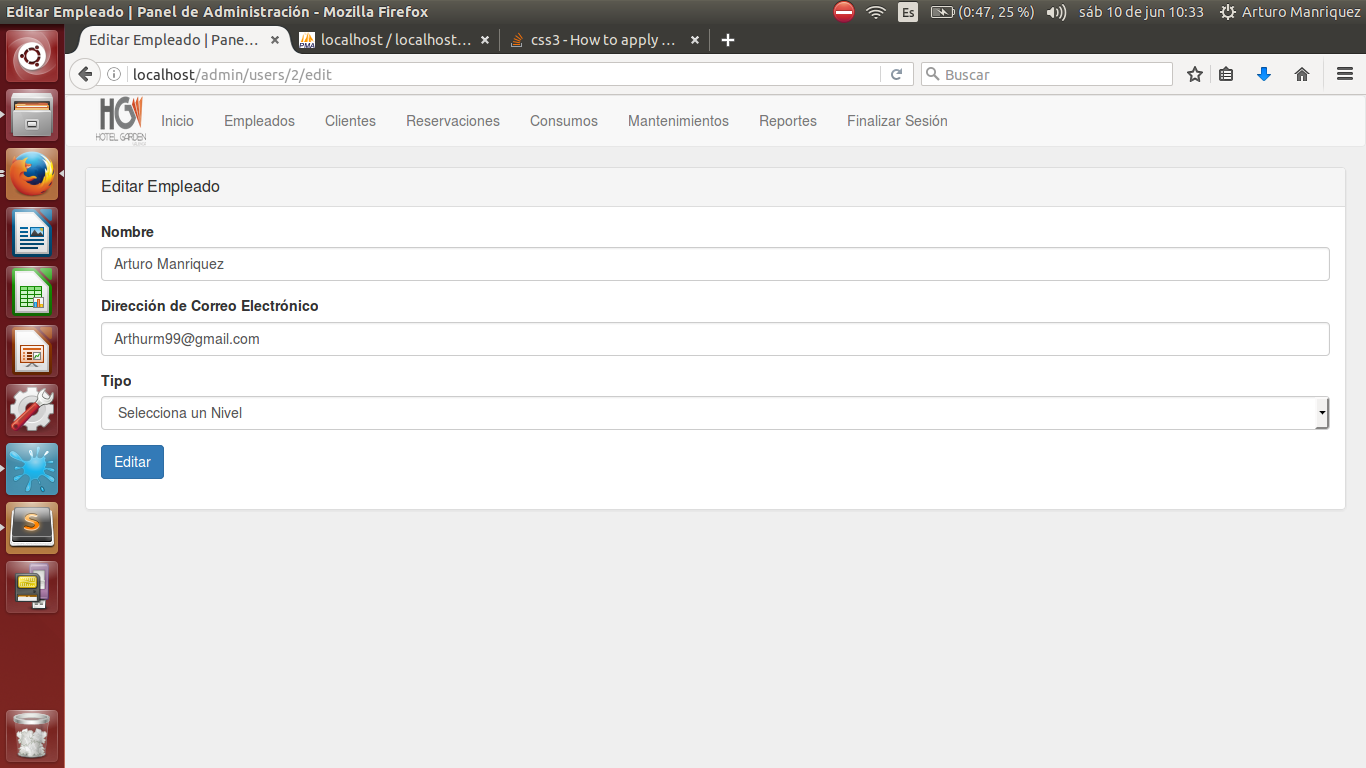 Editar Empleado | Panel de Administración - Mozilla Firefox
Es
(0:47, 25 %)
sáb 10 de jun 10:33
Arturo Manriquez
Editar Empleado | Pane...
localhost / localhost...
css3 - How to apply ...
localhost/admin/users/2/edit
Buscar
HG
HOTEL GARDEN
Inicio
Empleados
Clientes
Reservaciones
Consumos
Mantenimientos
Reportes
Finalizar Sesión
Editar Empleado
Nombre
Arturo Manriquez
Dirección de Correo Electrónico
Arthurm99@gmail.com
Tipo
Selecciona un Nivel
Editar